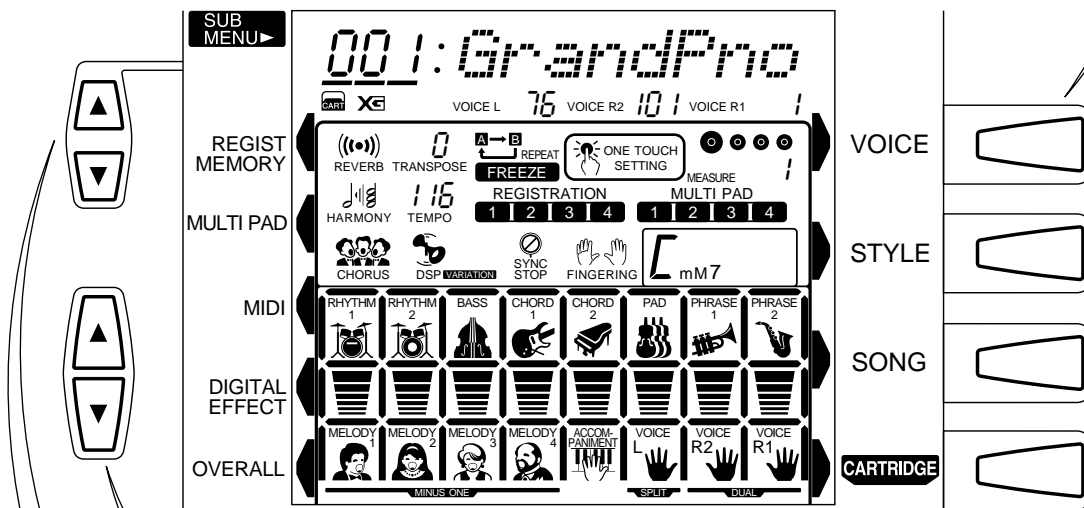 SUB
MENU►
001:GrandPno
CART XG VOICE L 76 VOICE R2 101 VOICE R1 1
REGIST
MEMORY
MULTI PAD
MIDI
DIGITAL
EFFECT
OVERALL
REVERB
0
TRANSPOSE
A → B
REPEAT
FREEZE
ONE TOUCH
SETTING
MEASURE 1
HARMONY
116
TEMPO
REGISTRATION
1 2 3 4
MULTI PAD
1 2 3 4
CHORUS
DSP VARIATION
SYNC
STOP
FINGERING
C mM7
RHYTHM
1
RHYTHM
2
BASS
CHORD
1
CHORD
2
PAD
PHRASE
1
PHRASE
2
MELODY
1
MELODY
2
MELODY
3
MELODY
4
ACCOM-
PANIMENT
VOICE
L
VOICE
R2
VOICE
R1
MINUS ONE
SPLIT
DUAL
VOICE
STYLE
SONG
CARTRIDGE